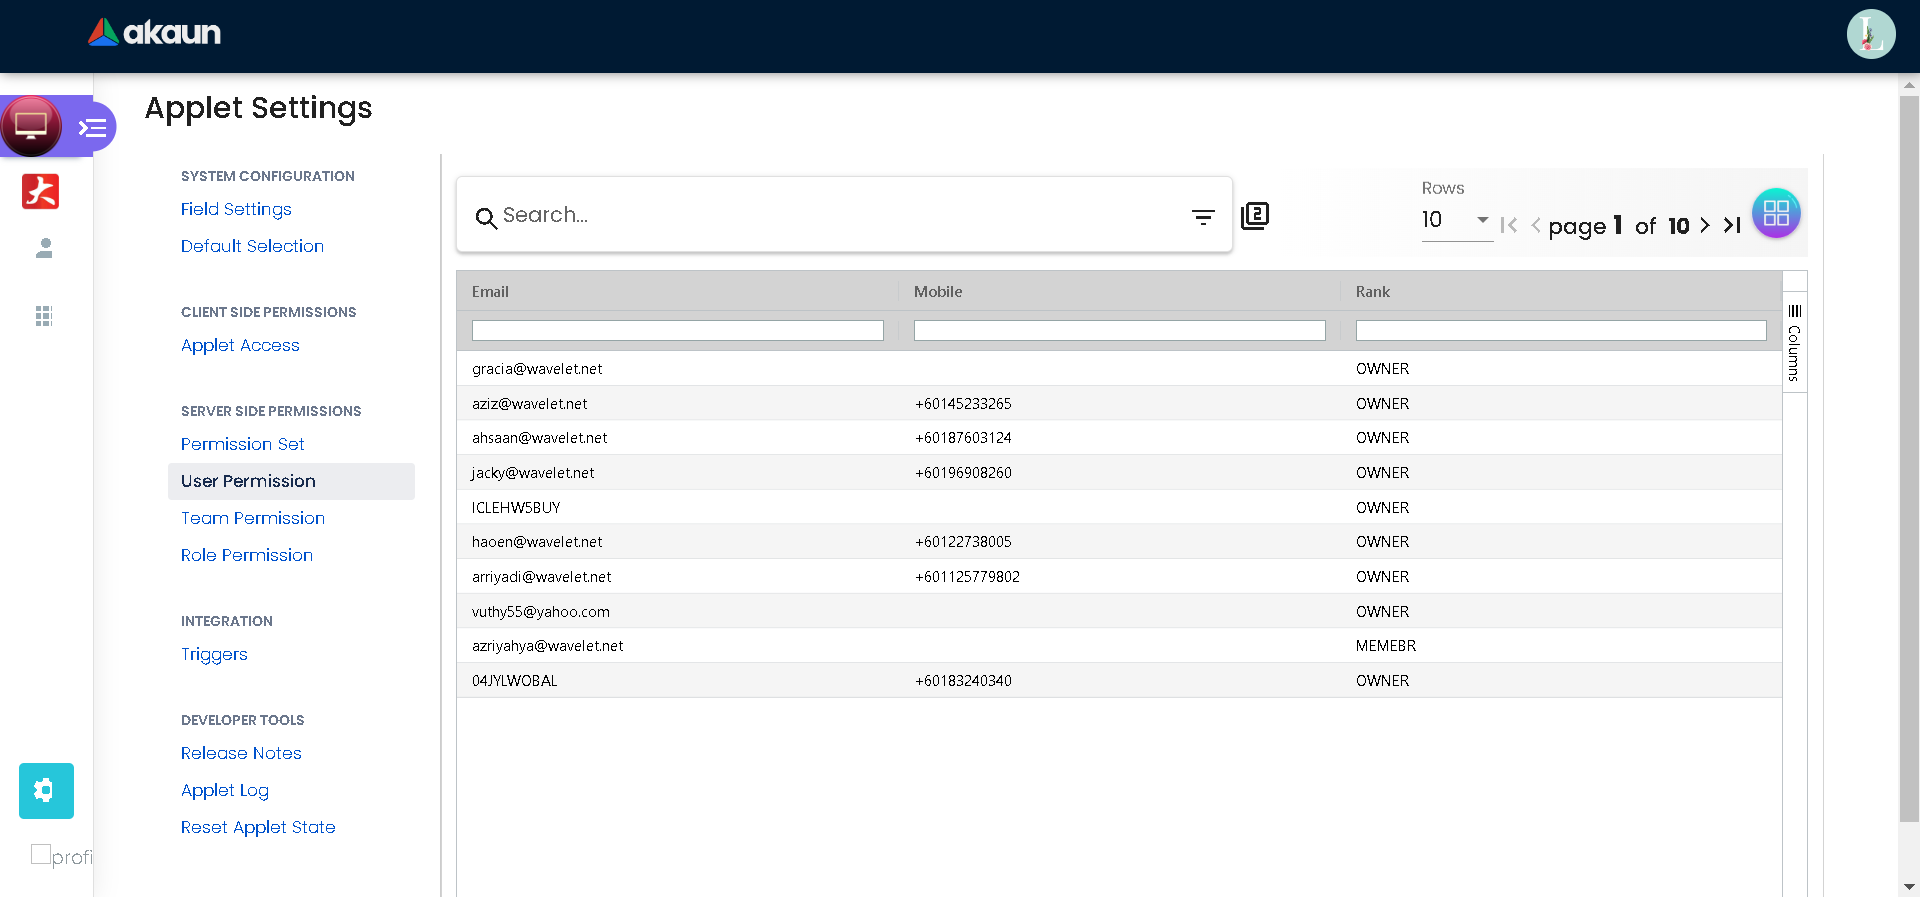 akaun
L
Applet Settings
SYSTEM CONFIGURATION
Field Settings
Default Selection
CLIENT SIDE PERMISSIONS
Applet Access
SERVER SIDE PERMISSIONS
Permission Set
User Permission
Team Permission
Role Permission
INTEGRATION
Triggers
DEVELOPER TOOLS
Release Notes
Applet Log
Reset Applet State
profi
Search...
2
Rows
10
page 1 of 10
Email Mobile Rank
gracia@wavelet.net OWNER
aziz@wavelet.net +60145233265 OWNER
ahsaan@wavelet.net +60187603124 OWNER
jacky@wavelet.net +60196908260 OWNER
ICLEHW5BUY OWNER
haoen@wavelet.net +60122738005 OWNER
arriyadi@wavelet.net +601125779802 OWNER
vuthy55@yahoo.com OWNER
azriyahya@wavelet.net MEMEBR
04JYLWOBAL +60183240340 OWNER
Columns